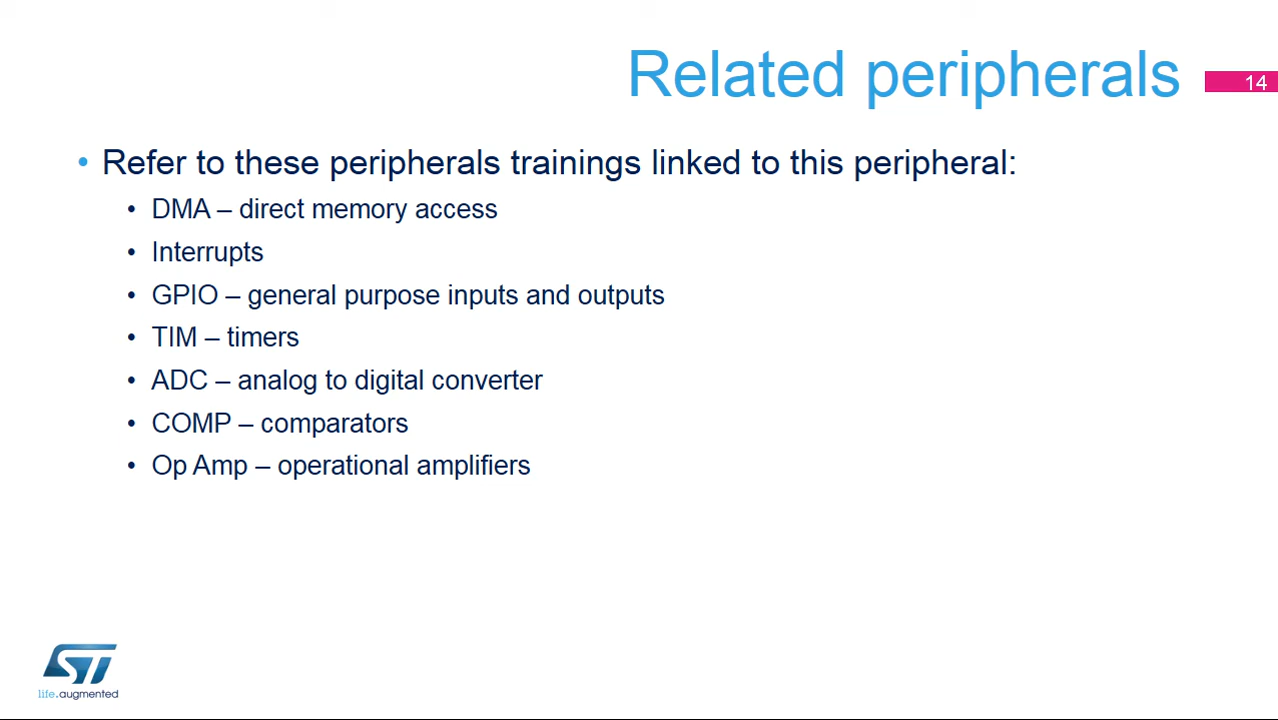 Related peripherals
14
• Refer to these peripherals trainings linked to this peripheral:
• DMA – direct memory access
• Interrupts
• GPIO – general purpose inputs and outputs
• TIM – timers
• ADC – analog to digital converter
• COMP – comparators
• Op Amp – operational amplifiers
ST
life.augmented